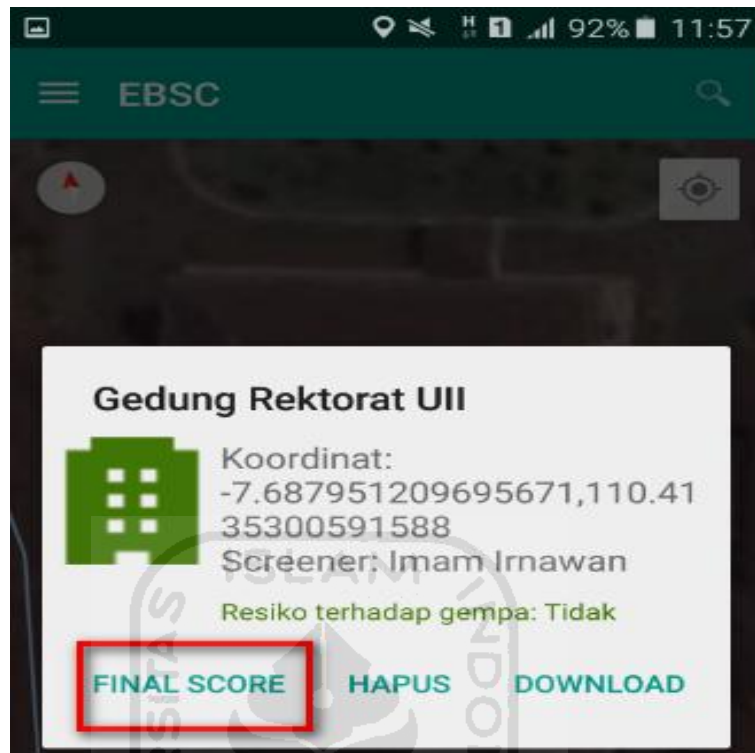 92% 11:57
EBSC
Gedung Rektorat UII
Koordinat:
-7.687951209695671,110.41
35300591588
Screener: Imam Irnawan
Resiko terhadap gempa: Tidak
FINAL SCORE HAPUS DOWNLOAD
ISLAM